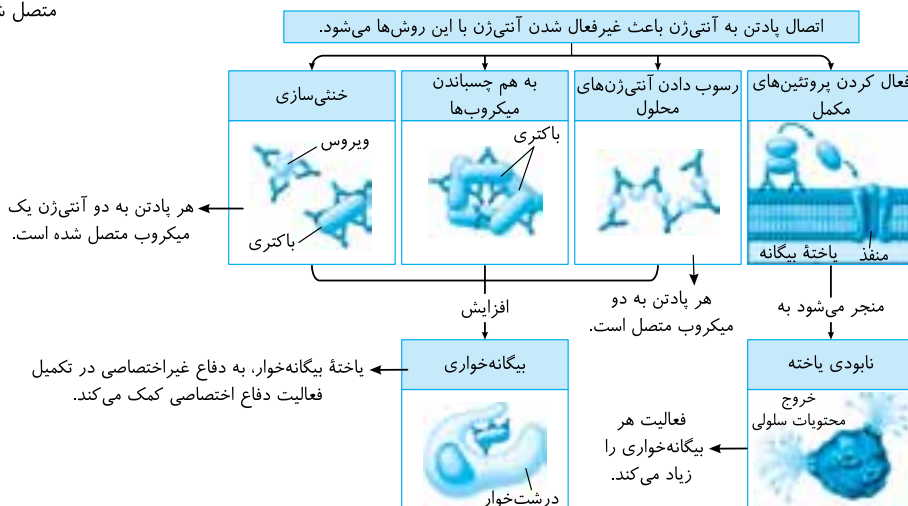 متصل ش
اتصال پادتن به آنتی‌ژن باعث غیرفعال شدن آنتی‌ژن با این روش‌ها می‌شود.
فعال کردن پروتئین‌های
مکمل
رسوب دادن آنتی‌ژن‌های
محلول
به هم چسباندن
میکروب‌ها
خنثی‌سازی
منفذ
یاختهٔ بیگانه
باکتری
ویروس
باکتری
هر پادتن به دو آنتی‌ژن یک
میکروب متصل شده است.
منجر می‌شود به
هر پادتن به دو
میکروب متصل است.
افزایش
نابودی یاخته
خروج
محتویات سلولی
فعالیت هر
بیگانه‌خواری را
زیاد می‌کند.
بیگانه‌خواری
درشت‌خوار
یاختهٔ بیگانه‌خوار، به دفاع غیراختصاصی در تکمیل
فعالیت دفاع اختصاصی کمک می‌کند.